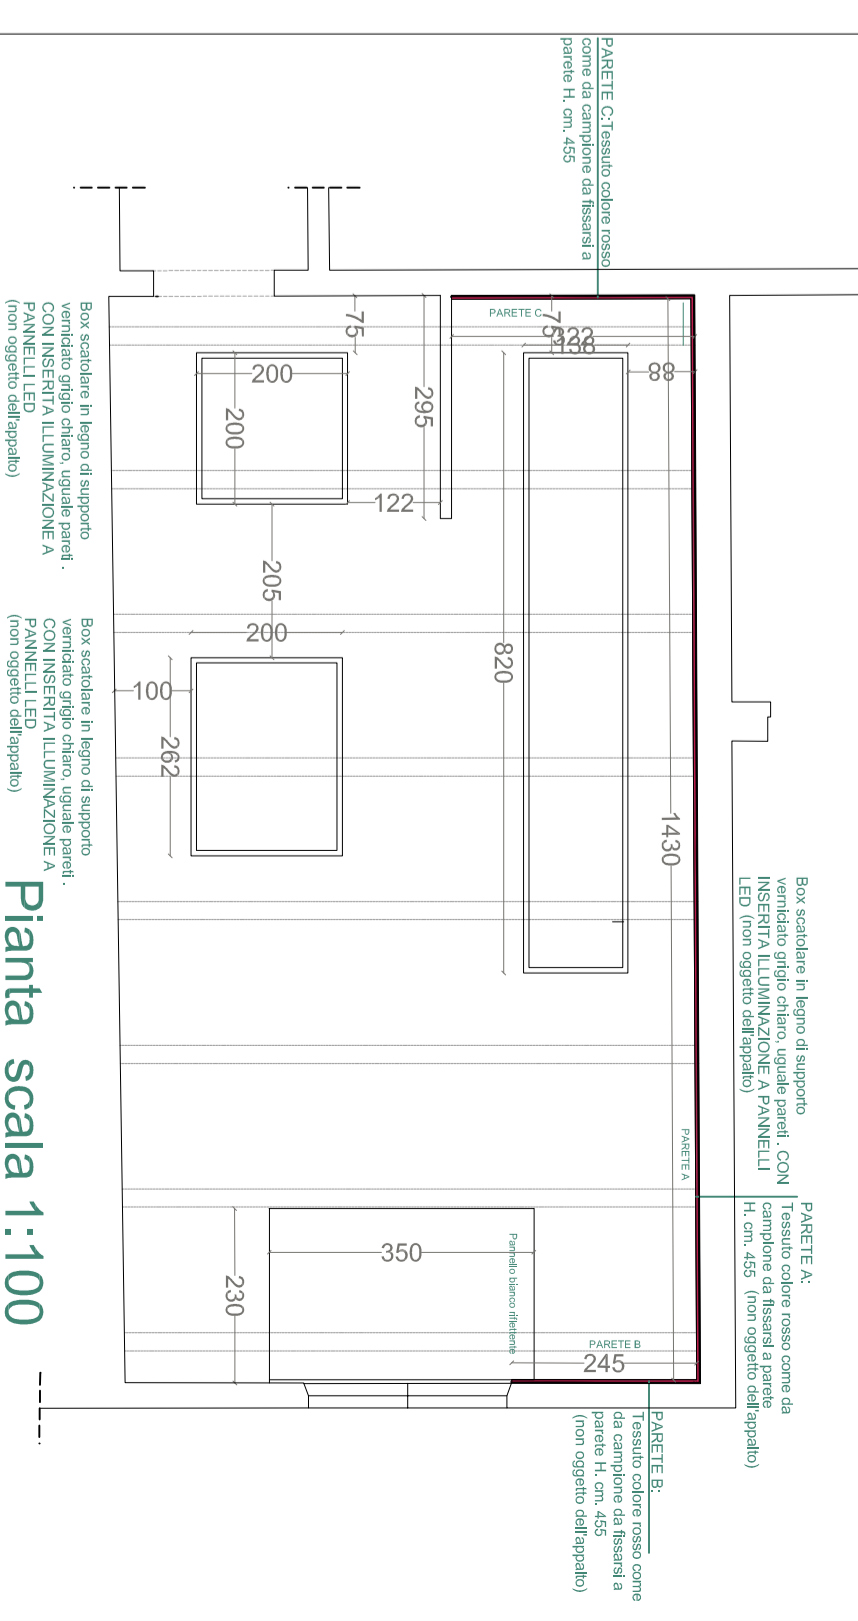 PARETE C:Tessuto colore rosso
come da campione da fissarsi a
parete H. cm. 455
PARETE C
75
88
200
200
75
295
122
205
200
820
100
262
1430
Box scatolare in legno di supporto
verniciato grigio chiaro, uguale pareti .
CON INSERITA ILLUMINAZIONE A
PANNELLI LED
(non oggetto dell'appalto)
Box scatolare in legno di supporto
verniciato grigio chiaro, uguale pareti .
CON INSERITA ILLUMINAZIONE A
PANNELLI LED
(non oggetto dell'appalto)
Box scatolare in legno di supporto
verniciato grigio chiaro, uguale pareti . CON
INSERITA ILLUMINAZIONE A PANNELLI
LED (non oggetto dell'appalto)
PARETE A
PARETE A:
Tessuto colore rosso come da
campione da fissarsi a parete
H. cm. 455 (non oggetto dell'appalto)
350
230
Pannello bianco riflettente
PARETE B
245
PARETE B:
Tessuto colore rosso come
da campione da fissarsi a
parete H. cm. 455
(non oggetto dell'appalto)
Pianta scala 1:100